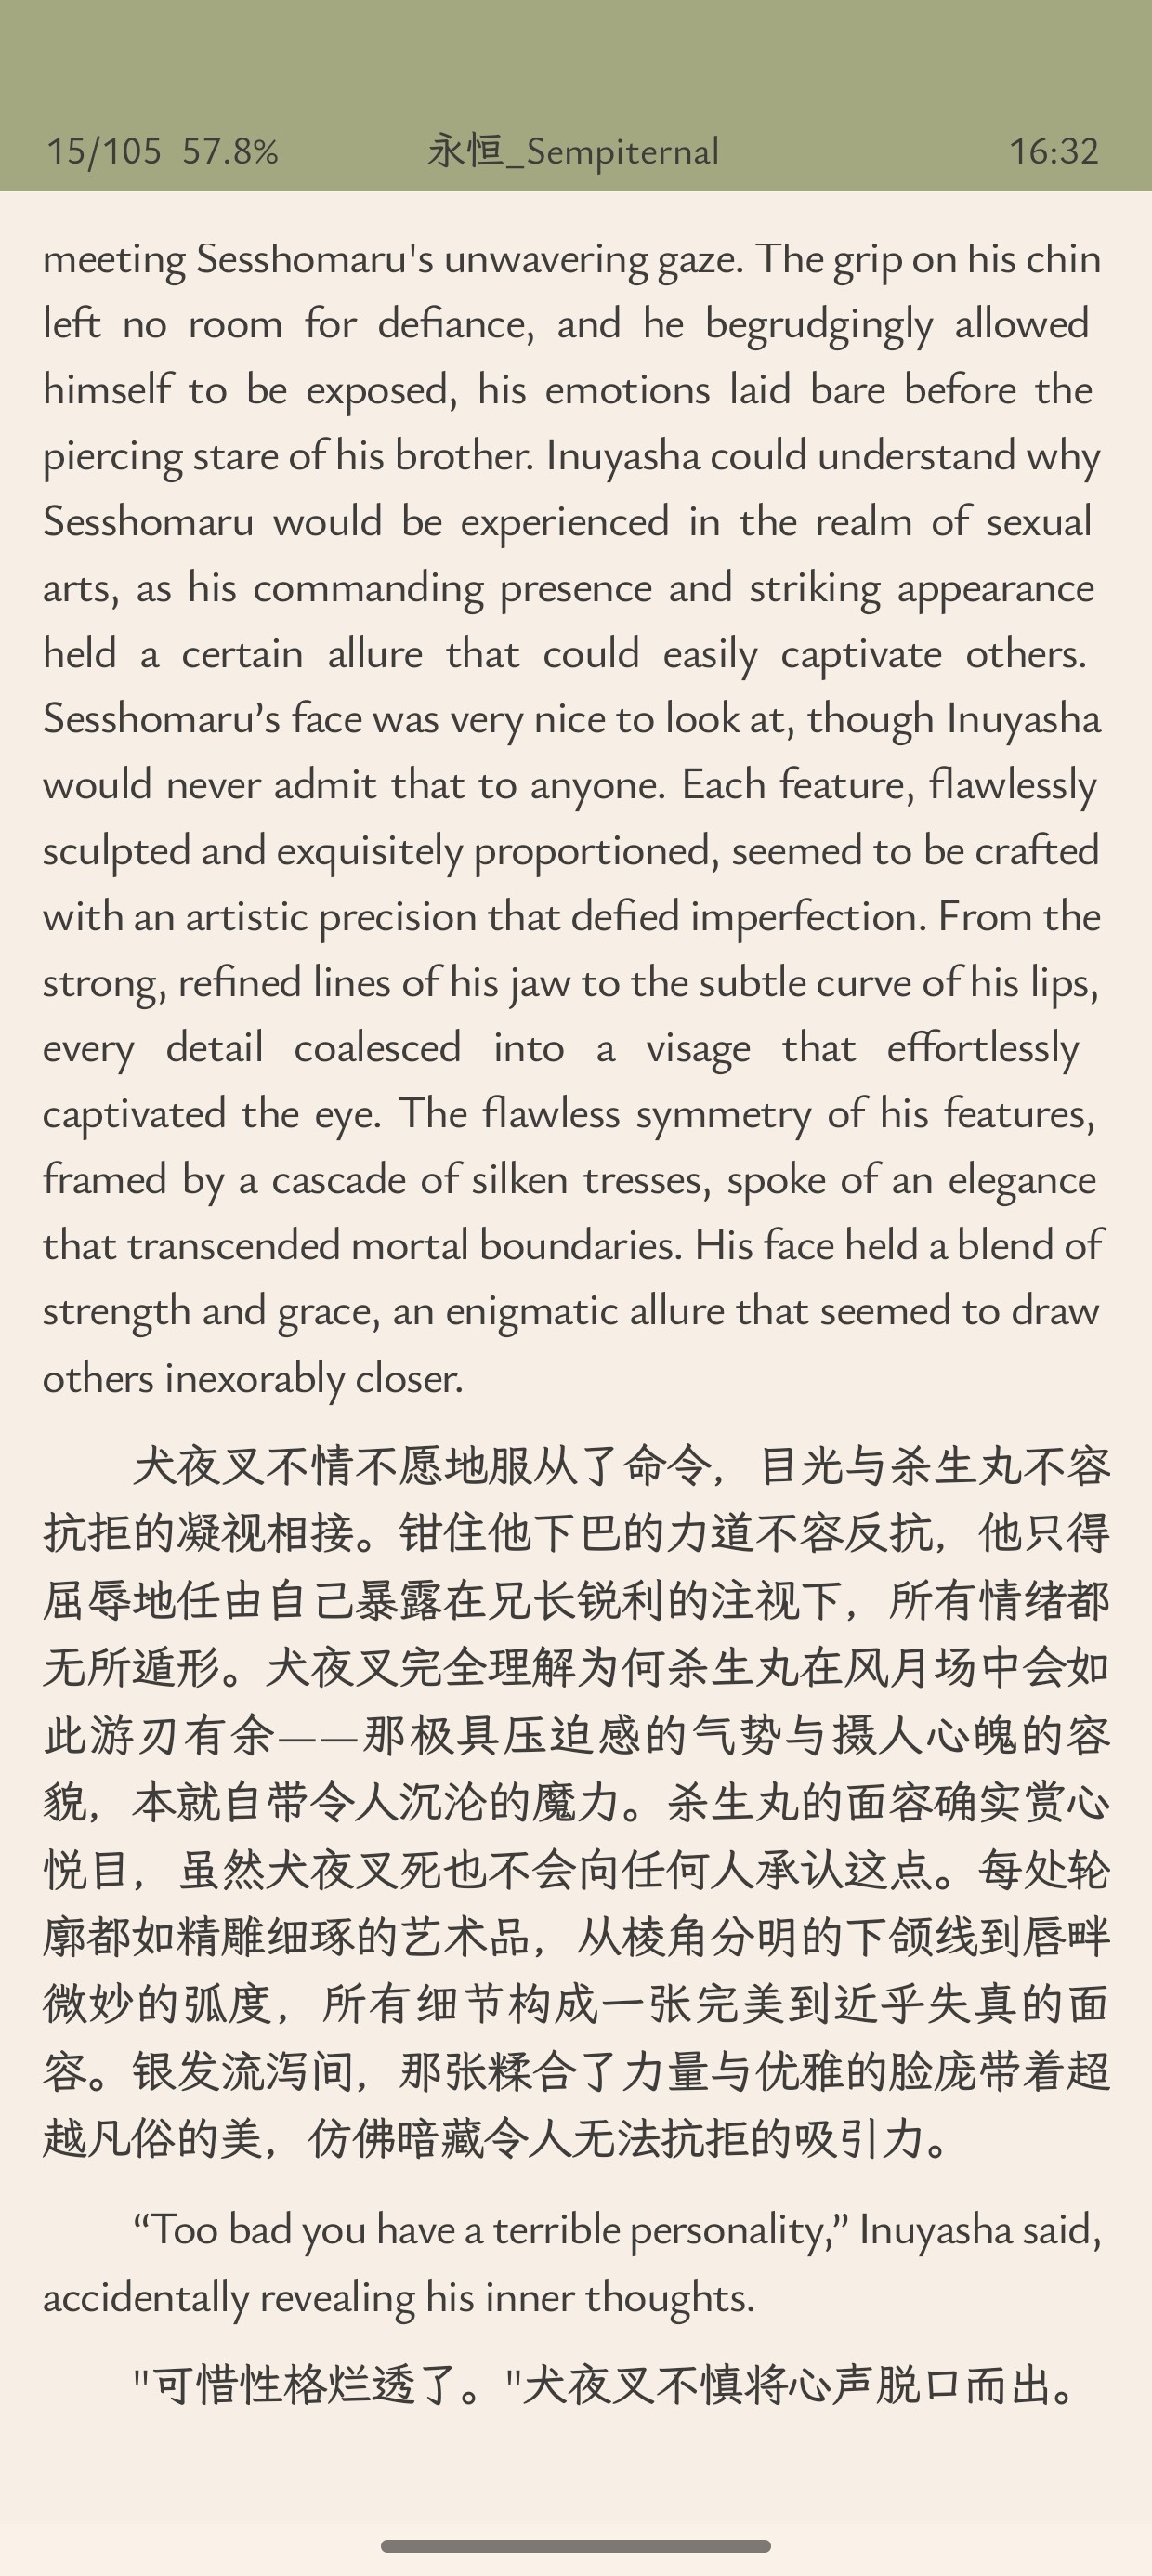 15/105 57.8% 永恒_Sempiternal 16:32
meeting Sesshomaru's unwavering gaze. The grip on his chin
left no room for defiance, and he begrudgingly allowed
himself to be exposed, his emotions laid bare before the
piercing stare of his brother. Inuyasha could understand why
Sesshomaru would be experienced in the realm of sexual
arts, as his commanding presence and striking appearance
held a certain allure that could easily captivate others.
Sesshomaru’s face was very nice to look at, though Inuyasha
would never admit that to anyone. Each feature, flawlessly
sculpted and exquisitely proportioned, seemed to be crafted
with an artistic precision that defied imperfection. From the
strong, refined lines of his jaw to the subtle curve of his lips,
every detail coalesced into a visage that effortlessly
captivated the eye. The flawless symmetry of his features,
framed by a cascade of silken tresses, spoke of an elegance
that transcended mortal boundaries. His face held a blend of
strength and grace, an enigmatic allure that seemed to draw
others inexorably closer.
犬夜叉不情不愿地服从了命令，目光与杀生丸不容
抗拒的凝视相接。钳住他下巴的力道不容反抗，他只得
屈辱地任由自己暴露在兄长锐利的注视下，所有情绪都
无所遁形。犬夜叉完全理解为何杀生丸在风月场中会如
此游刃有余——那极具压迫感的气势与摄人心魄的容
貌，本就自带令人沉沦的魔力。杀生丸的面容确实赏心
悦目，虽然犬夜叉死也不会向任何人承认这点。每处轮
廓都如精雕细琢的艺术品，从棱角分明的下颌线到唇畔
微妙的弧度，所有细节构成一张完美到近乎失真的面
容。银发流泻间，那张糅合了力量与优雅的脸庞带着超
越凡俗的美，仿佛暗藏令人无法抗拒的吸引力。
“Too bad you have a terrible personality,” Inuyasha said,
accidentally revealing his inner thoughts.
"可惜性格烂透了。"犬夜叉不慎将心声脱口而出。